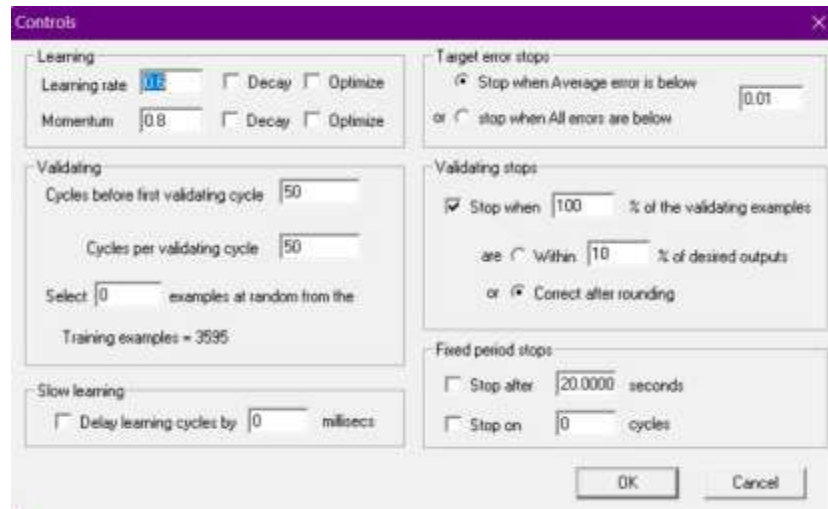 Controls
Learning
Learning rate 0.6 Decay Optimize
Momentum 0.8 Decay Optimize
Validating
Cycles before first validating cycle 50
Cycles per validating cycle 50
Select 0 examples at random from the
Training examples = 3595
Slow learning
Delay learning cycles by 0 millisecs
Target error stops
Stop when Average error is below
0.01
or stop when All errors are below
Validating stops
Stop when 100 % of the validating examples
are Within 10 % of desired outputs
or Correct after rounding
Fixed period stops
Stop after 20.0000 seconds
Stop on 0 cycles
OK Cancel